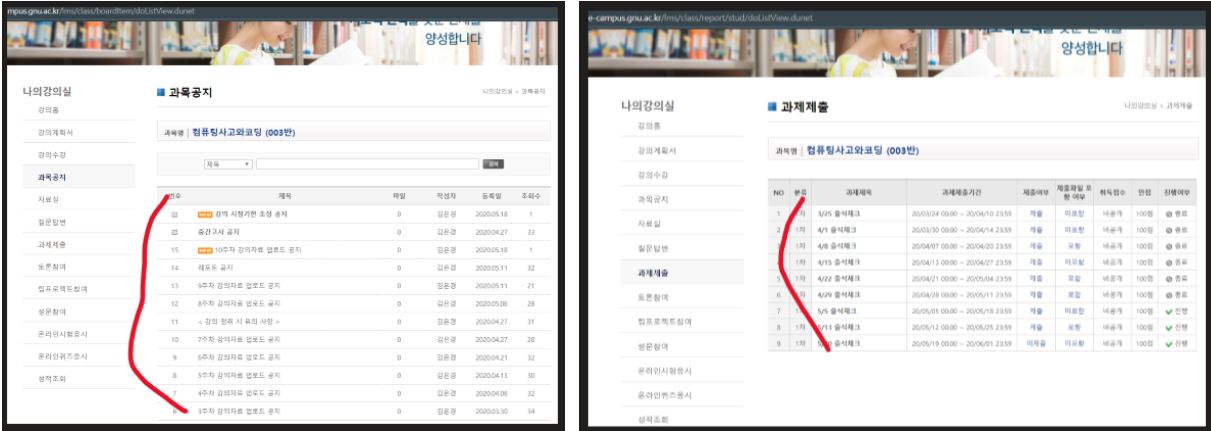 mpus.gnu.ac.kr/lms/class/boardItem/doListView.dunet
양성합니다
나의강의실
강의홈
강의계획서
강의수강
과목공지
자료실
질문답변
과제제출
토론참여
팀프로젝트참여
설문참여
온라인시험응시
온라인퀴즈응시
성적조회
과목공지
나의강의실 > 과목공지
과목명 | 컴퓨팅사고와코딩 (003반)
제목
검색
번호 제목 파일 작성자 등록일 조회수
강의 시청기한 조정 공지 0 김은경 2020.05.18 1
중간고사 공지 0 김은경 2020.04.27 33
15 10주차 강의자료 업로드 공지 0 김은경 2020.05.18 1
14 레포트 공지 0 김은경 2020.05.11 32
13 9주차 강의자료 업로드 공지 0 김은경 2020.05.11 21
12 8주차 강의자료 업로드 공지 0 김은경 2020.05.06 28
11 < 강의 청취 시 유의 사항 > 0 김은경 2020.04.27 31
10 7주차 강의자료 업로드 공지 0 김은경 2020.04.27 28
9 6주차 강의자료 업로드 공지 0 김은경 2020.04.21 32
8 5주차 강의자료 업로드 공지 0 김은경 2020.04.13 30
7 4주차 강의자료 업로드 공지 0 김은경 2020.04.06 32
6 3주차 강의자료 업로드 공지 0 김은경 2020.03.30 34
e-campus.gnu.ac.kr/lms/class/report/stud/doListView.dunet
양성합니다
나의강의실
강의홈
강의계획서
강의수강
과목공지
자료실
질문답변
과제제출
토론참여
팀프로젝트참여
설문참여
온라인시험응시
온라인퀴즈응시
성적조회
과제제출
나의강의실 > 과제제출
과목명 | 컴퓨팅사고와코딩 (003반)
NO 분류 과제제목 과제제출기간 제출여부 제출파일 포함 여부 취득점수 만점 진행여부
1 1차 3/25 출석체크 20/03/24 00:00 ~ 20/04/10 23:59 제출 미포함 비공개 100점 종료
2 1차 4/1 출석체크 20/03/30 00:00 ~ 20/04/14 23:59 제출 미포함 비공개 100점 종료
3 1차 4/8 출석체크 20/04/07 00:00 ~ 20/04/20 23:59 제출 포함 비공개 100점 종료
4 1차 4/15 출석체크 20/04/13 00:00 ~ 20/04/27 23:59 제출 미포함 비공개 100점 종료
5 1차 4/22 출석체크 20/04/21 00:00 ~ 20/05/04 23:59 제출 포함 비공개 100점 종료
6 1차 4/29 출석체크 20/04/28 00:00 ~ 20/05/11 23:59 제출 포함 비공개 100점 종료
7 1차 5/5 출석체크 20/05/05 00:00 ~ 20/05/18 23:59 제출 미포함 비공개 100점 진행
8 1차 5/13 출석체크 20/05/12 00:00 ~ 20/05/25 23:59 제출 포함 비공개 100점 진행
9 1차 출석체크 20/05/19 00:00 ~ 20/06/01 23:59 미제출 미포함 비공개 100점 진행